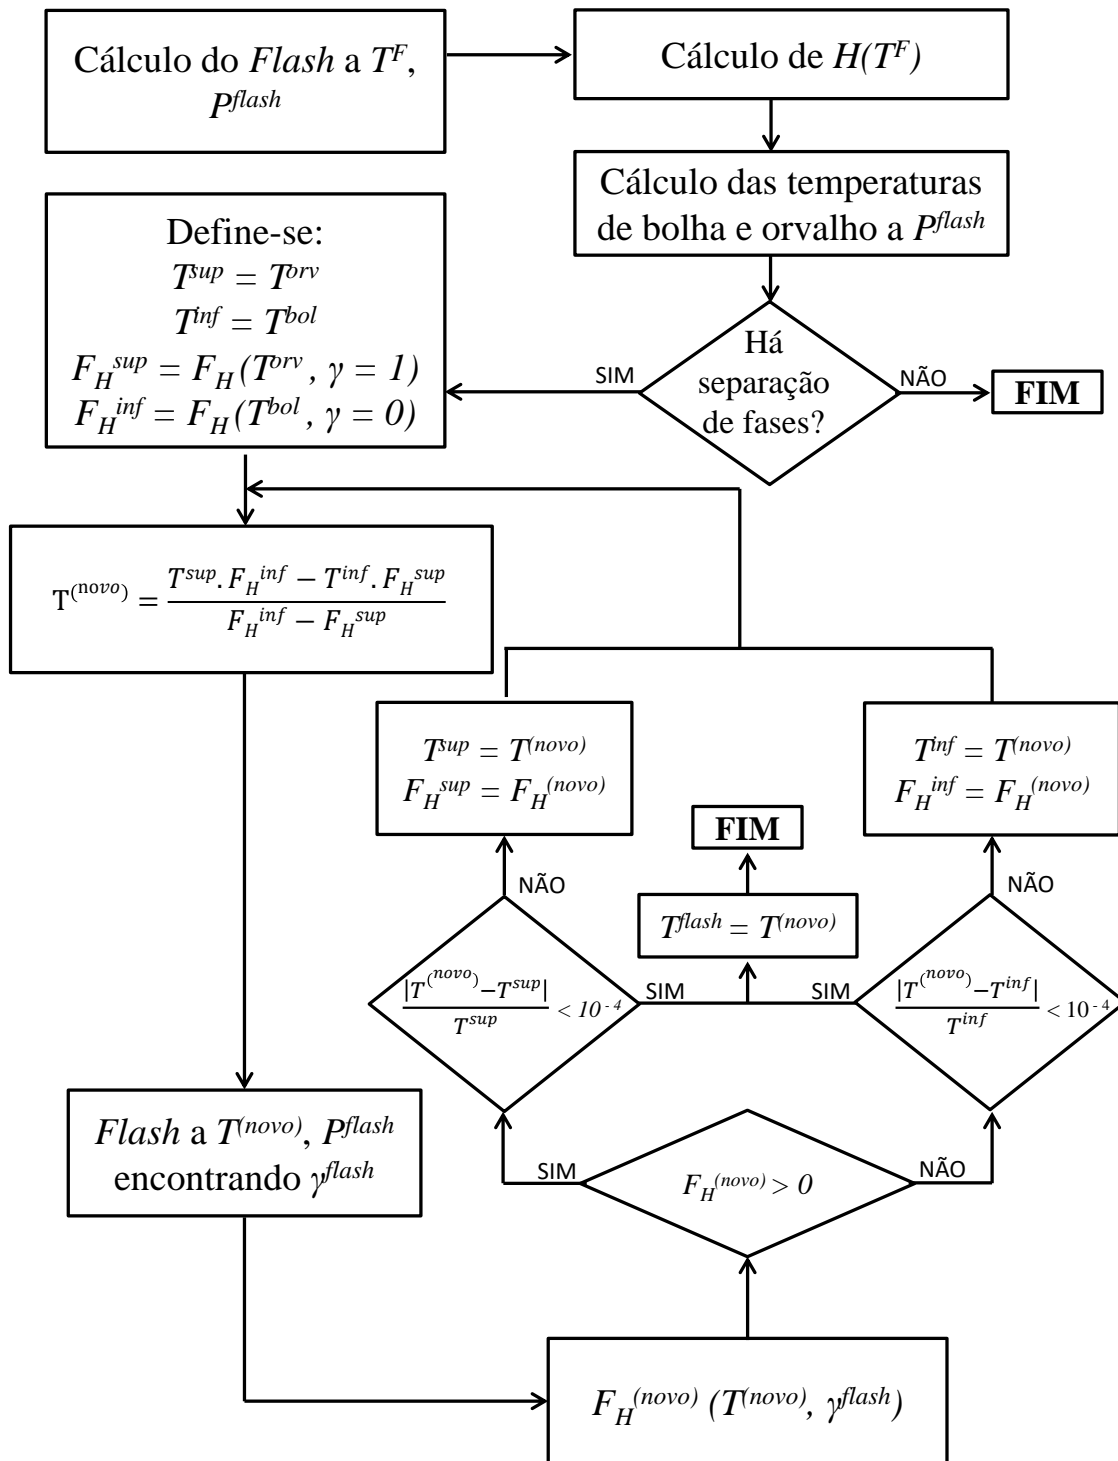 Cálculo do Flash a T^F,
P^flash
Cálculo de H(T^F)
Cálculo das temperaturas
de bolha e orvalho a P^flash
Há
separação
de fases?
SIM
NÃO
FIM
Define-se:
T^sup = T^orv
T^inf = T^bol
F_H^sup = F_H(T^orv, γ = 1)
F_H^inf = F_H(T^bol, γ = 0)
T^(novo) = (T^sup. F_H^inf − T^inf. F_H^sup) / (F_H^inf − F_H^sup)
Flash a T^(novo), P^flash
encontrando γ^flash
F_H^(novo) (T^(novo), γ^flash)
F_H^(novo) > 0
SIM
NÃO
|T^(novo)−T^sup| / T^sup < 10^-4
SIM
NÃO
|T^(novo)−T^inf| / T^inf < 10^-4
SIM
NÃO
T^sup = T^(novo)
F_H^sup = F_H^(novo)
T^inf = T^(novo)
F_H^inf = F_H^(novo)
T^flash = T^(novo)
FIM